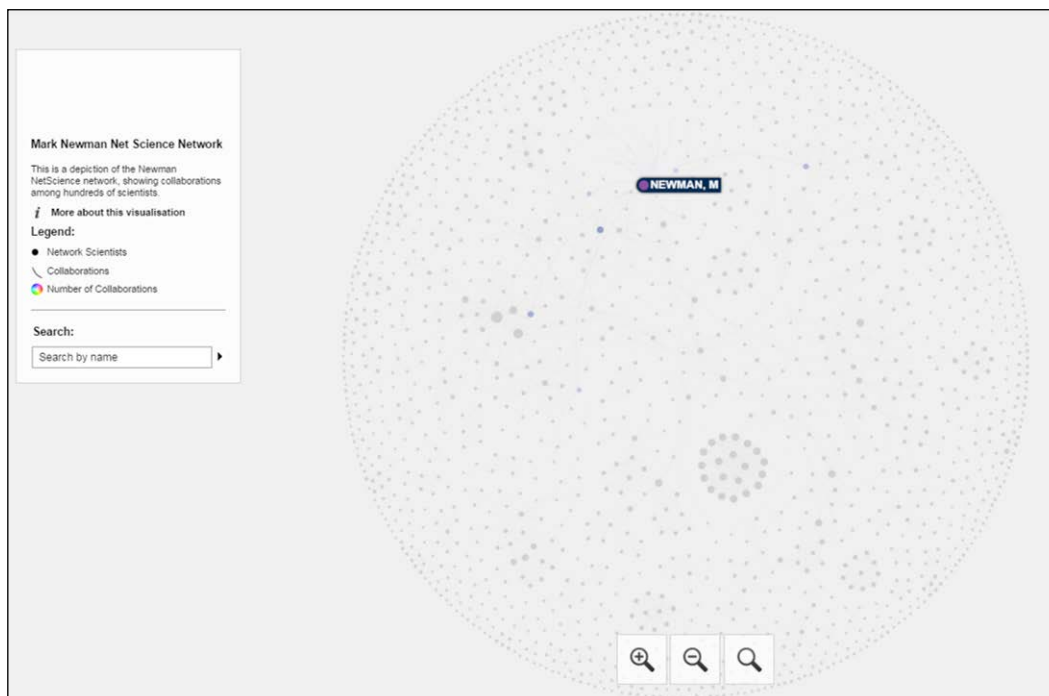 Mark Newman Net Science Network
This is a depiction of the Newman
NetScience network, showing collaborations
among hundreds of scientists.
i More about this visualisation
Legend:
Network Scientists
Collaborations
Number of Collaborations
Search:
Search by name
NEWMAN, M